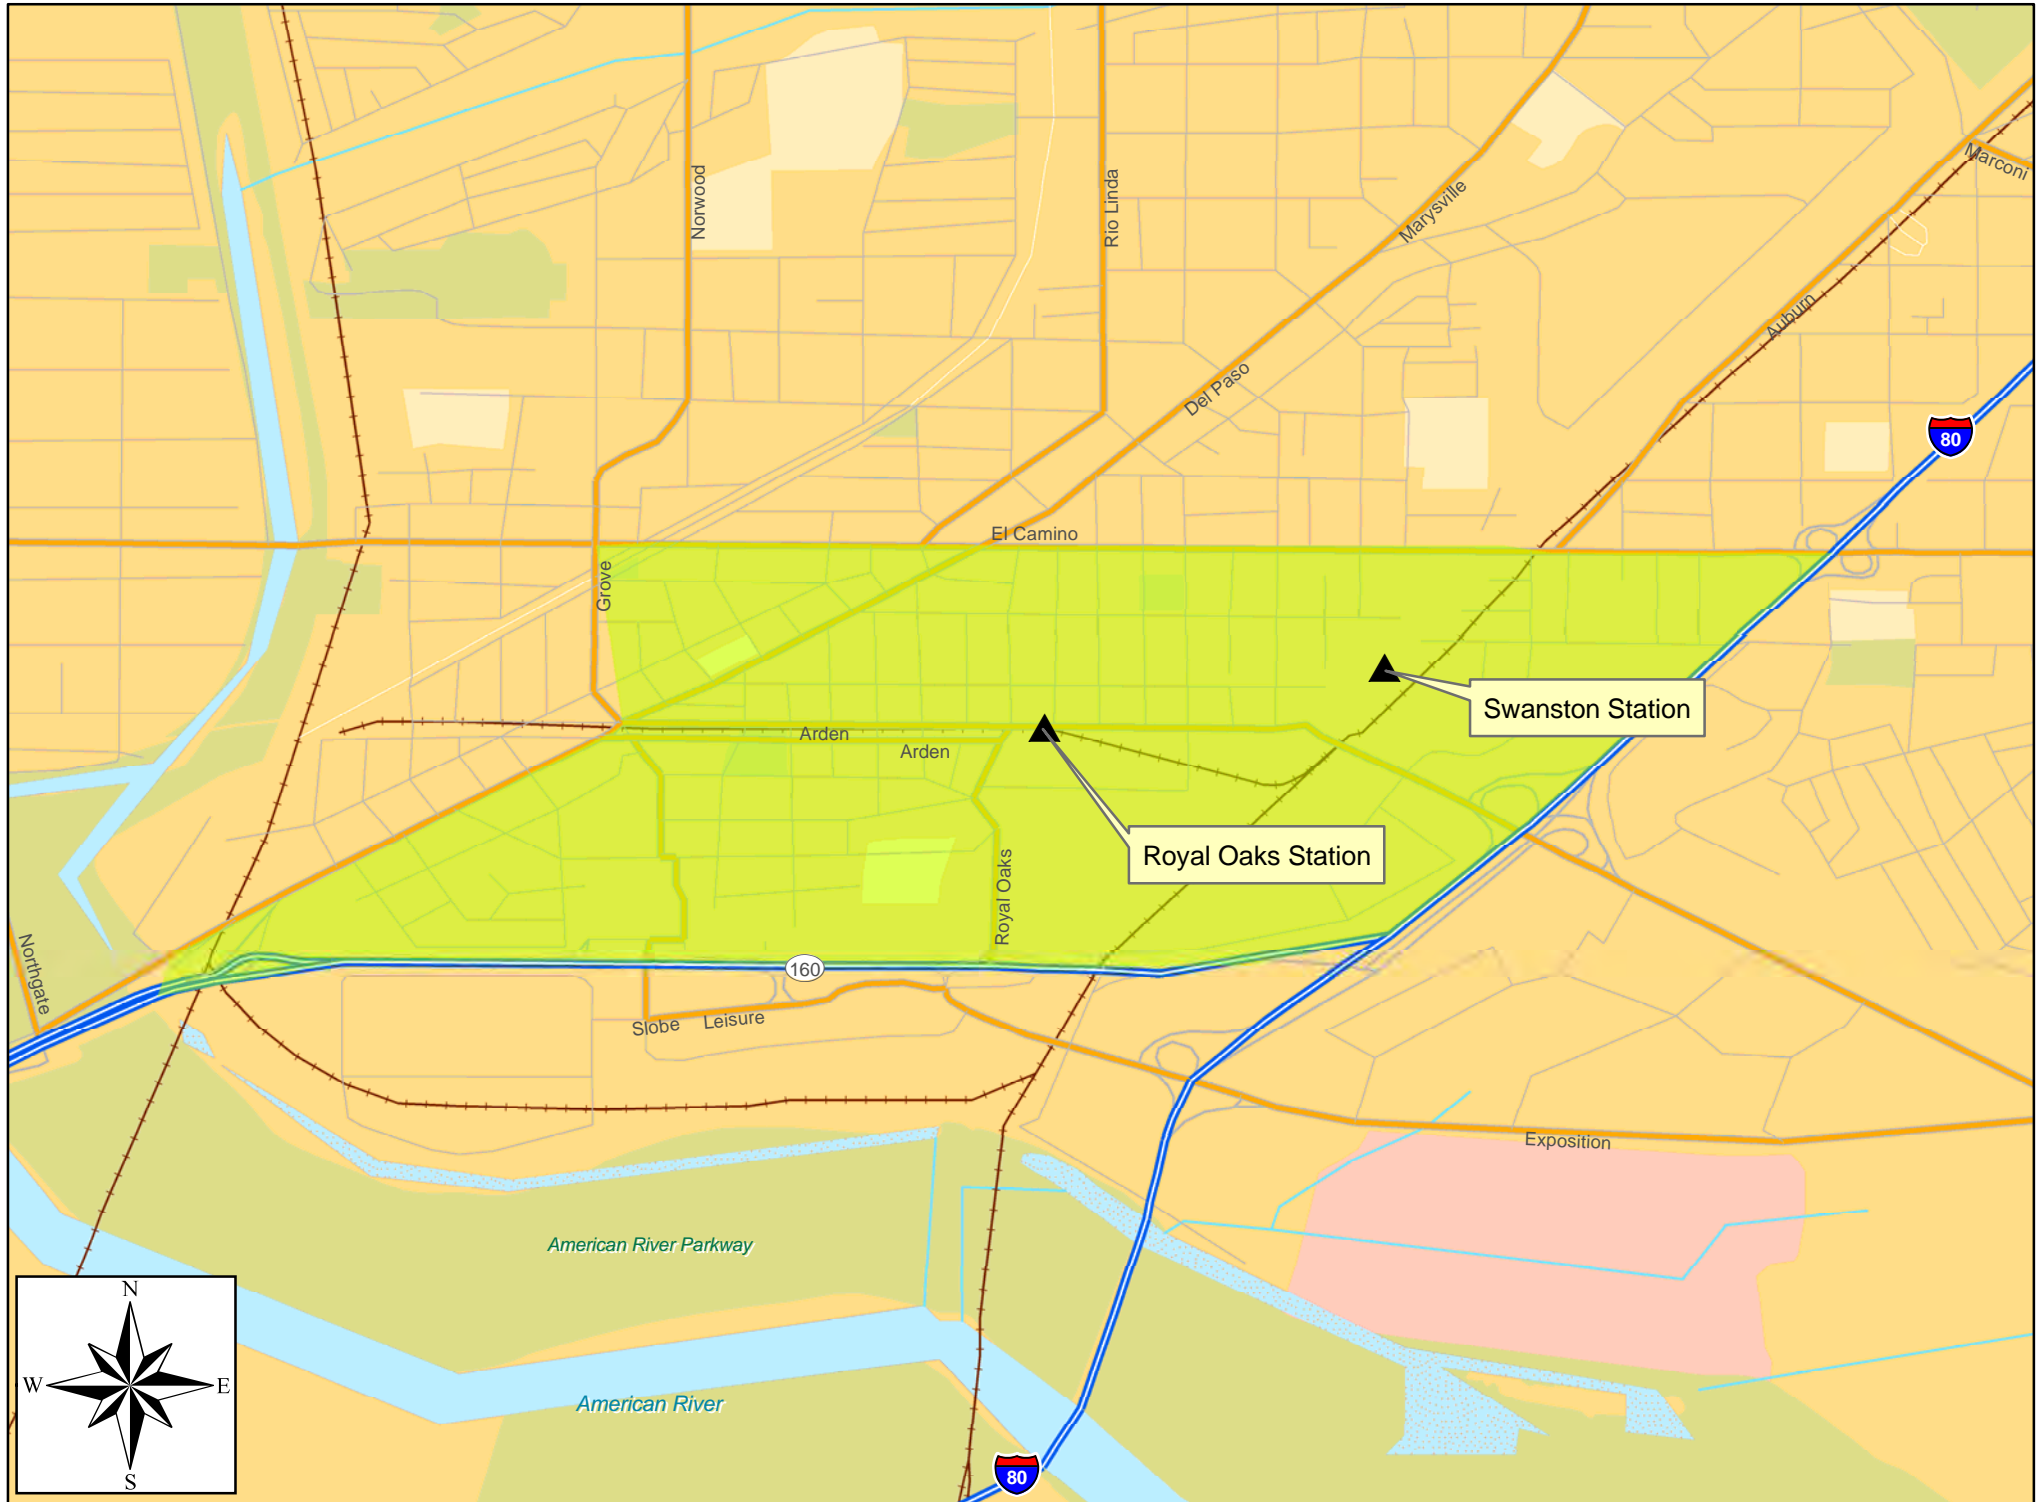 Norwood
Rio Linda
Marysville
Marconi
Auburn
Del Paso
80
El Camino
Grove
Swanston Station
Arden
Arden
Royal Oaks Station
Royal Oaks
Northgate
160
Slobe
Leisure
Exposition
American River Parkway
American River
N
W
E
S
80